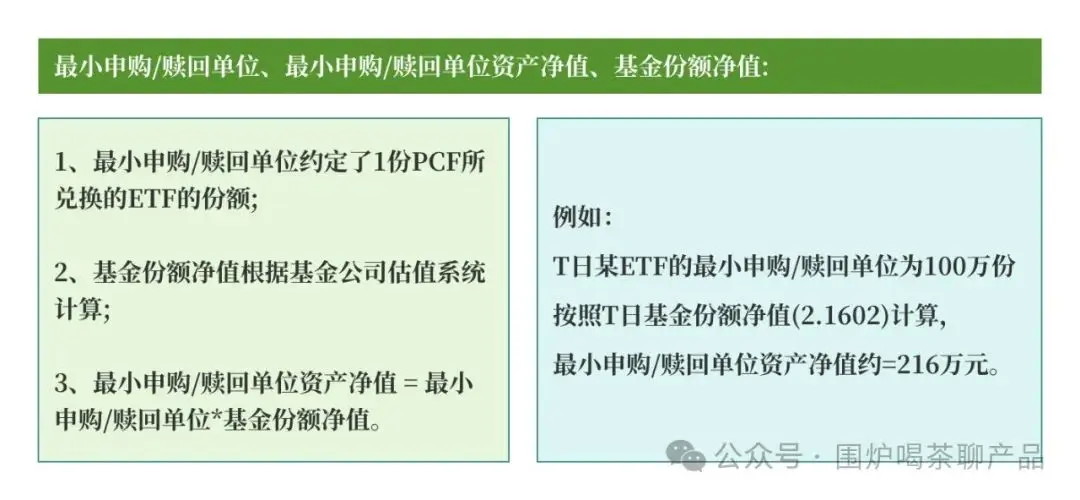 最小申购/赎回单位、最小申购/赎回单位资产净值、基金份额净值:
1、最小申购/赎回单位约定了1份PCF所
兑换的ETF的份额;
2、基金份额净值根据基金公司估值系统
计算;
3、最小申购/赎回单位资产净值 = 最小
申购/赎回单位*基金份额净值。
例如:
T日某ETF的最小申购/赎回单位为100万份
按照T日基金份额净值(2.1602)计算,
最小申购/赎回单位资产净值约=216万元。
公众号 · 围炉喝茶聊产品